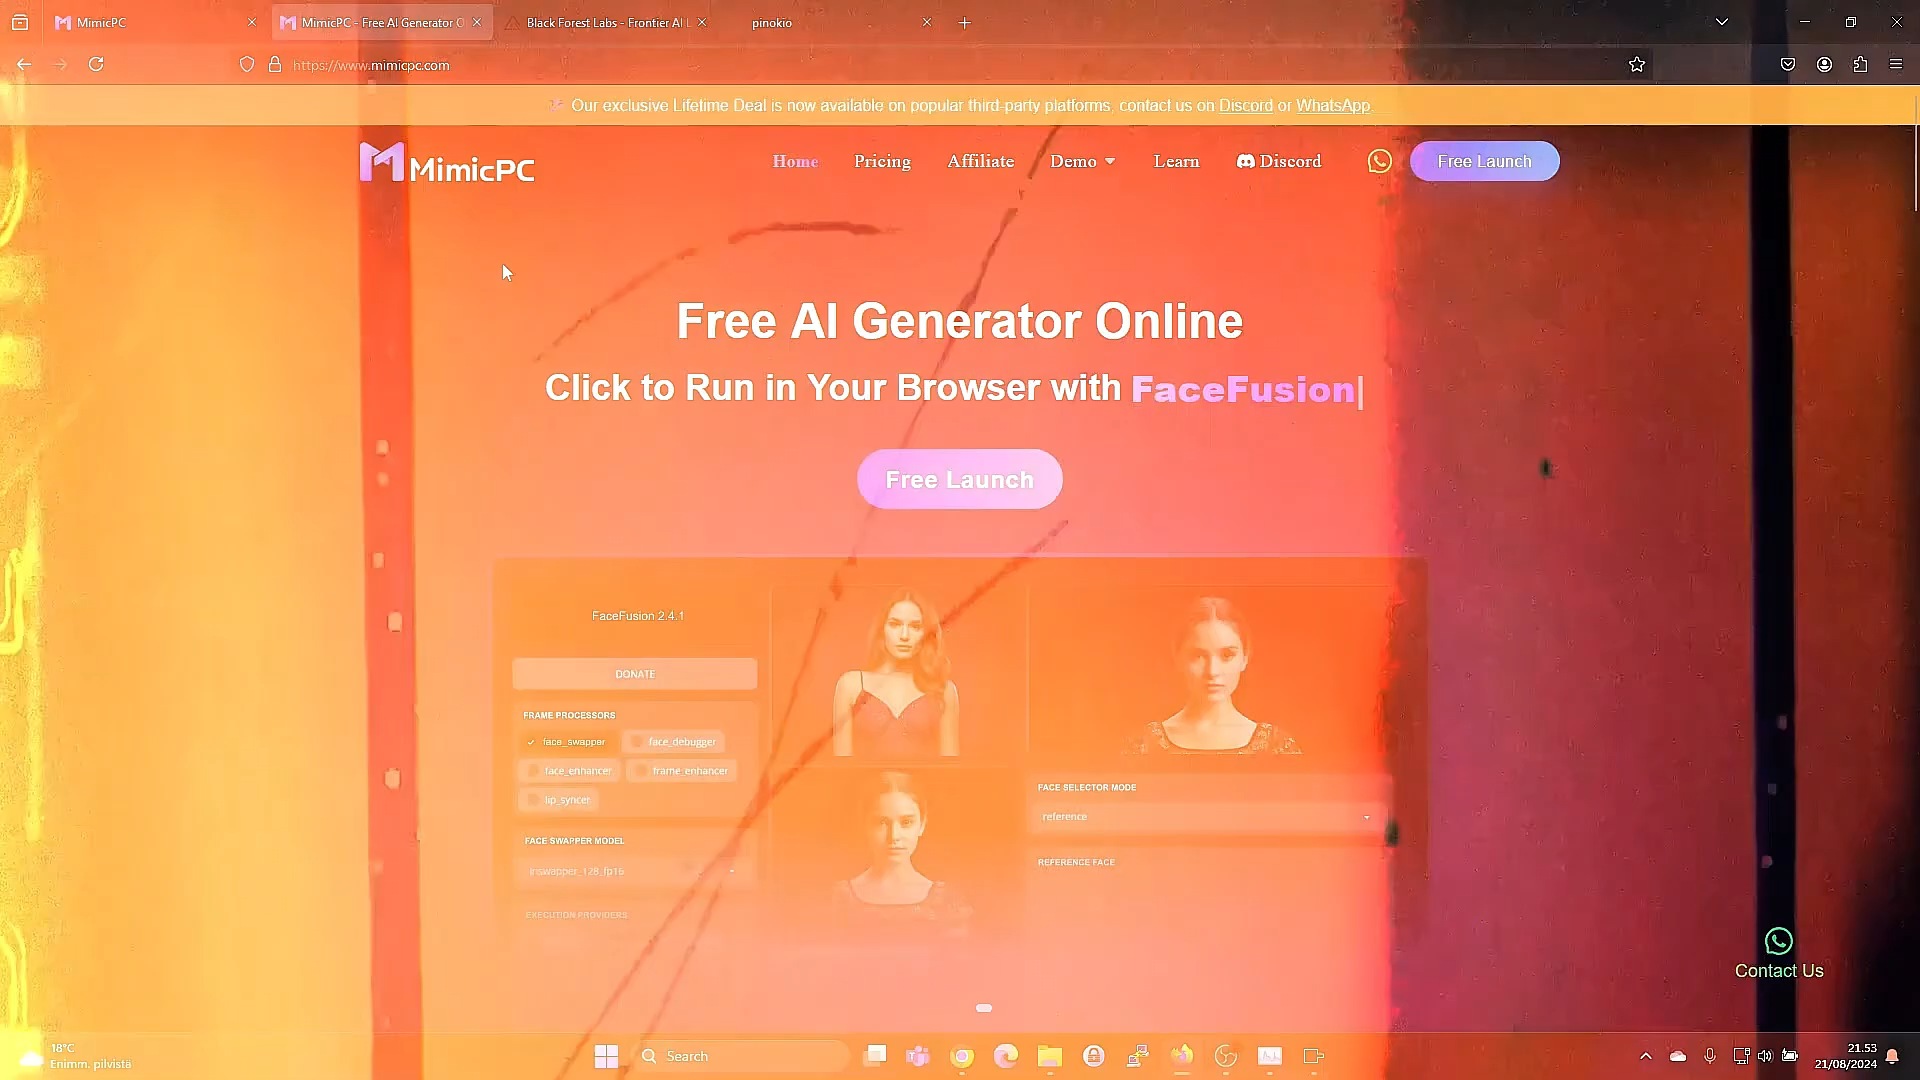 MimicPC
MimicPC - Free AI Generator O
Black Forest Labs - Frontier AI L
pinokio
https://www.mimicpc.com
Our exclusive Lifetime Deal is now available on popular third-party platforms, contact us on Discord or WhatsApp.
MimicPC
Home
Pricing
Affiliate
Demo
Learn
Discord
Free Launch
Free AI Generator Online
Click to Run in Your Browser with FaceFusion|
Free Launch
FaceFusion 2.4.1
DONATE
FRAME PROCESSORS
face_swapper
face_debugger
face_enhancer
frame_enhancer
lip_syncer
FACE SWAPPER MODEL
inswapper_128_fp16
EXECUTION PROVIDERS
FACE SELECTOR MODE
reference
REFERENCE FACE
Contact Us
18°C
Enimm. pilvistä
Search
21.53
21/08/2024